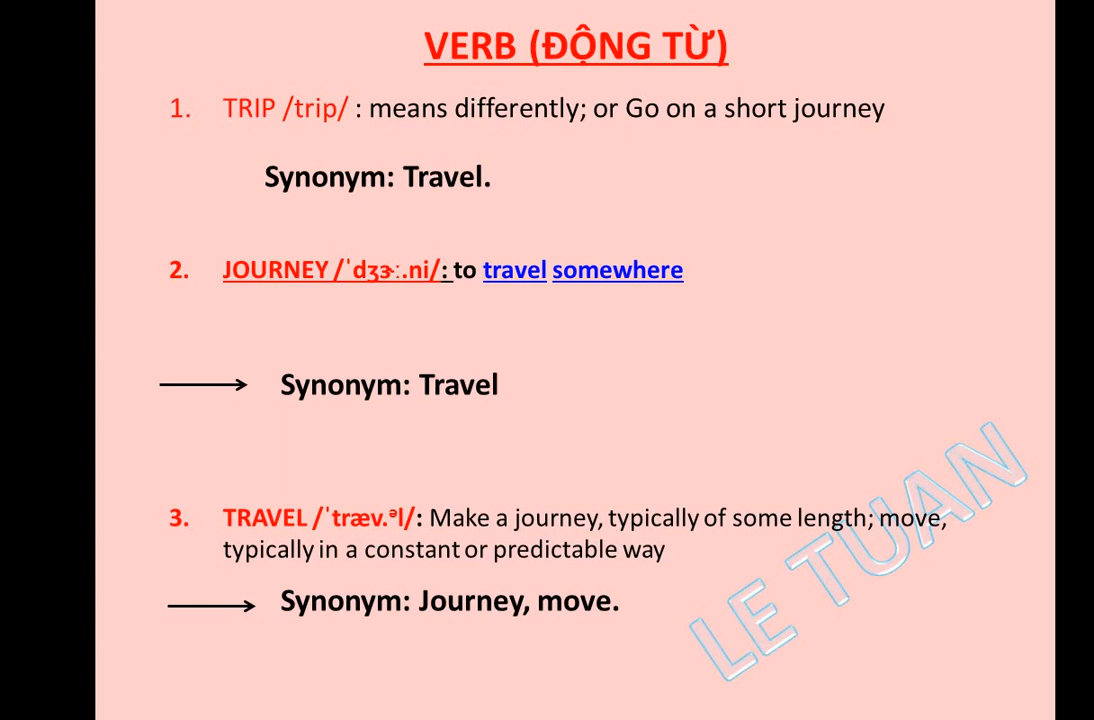 VERB (ĐỘNG TỪ)
1. TRIP /trip/ : means differently; or Go on a short journey
Synonym: Travel.
2. JOURNEY /ˈdʒɝː.ni/: to travel somewhere
Synonym: Travel
3. TRAVEL /ˈtræv.ᵊl/: Make a journey, typically of some length; move,
typically in a constant or predictable way
Synonym: Journey, move.
LE TUAN